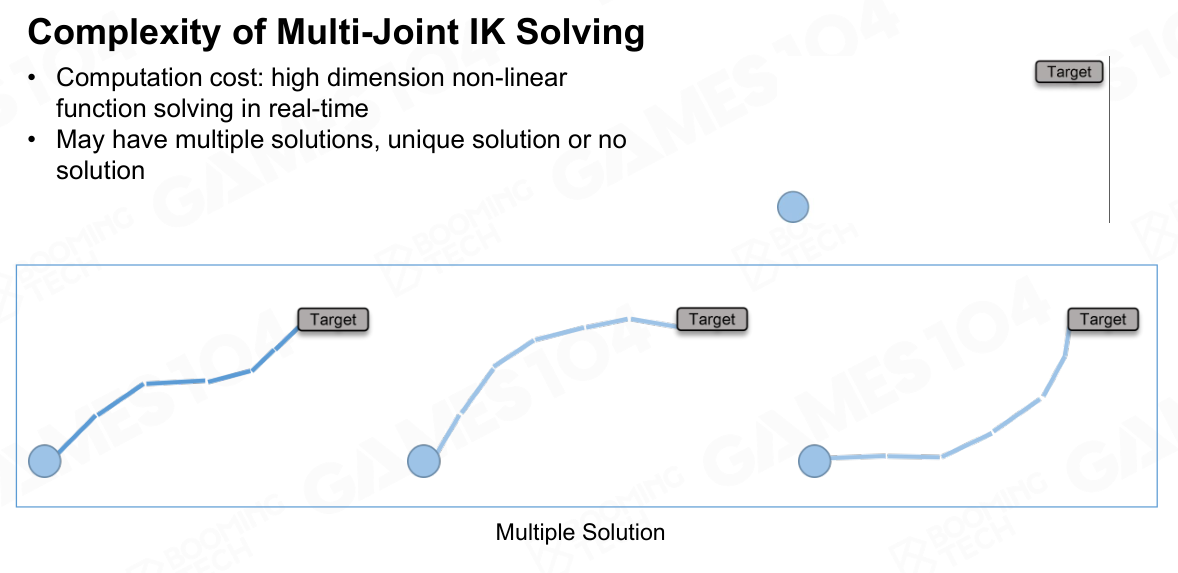 Complexity of Multi-Joint IK Solving
• Computation cost: high dimension non-linear
function solving in real-time
• May have multiple solutions, unique solution or no
solution
Target
Target
Target
Target
Multiple Solution
GAMES104
BOOMING
TECH